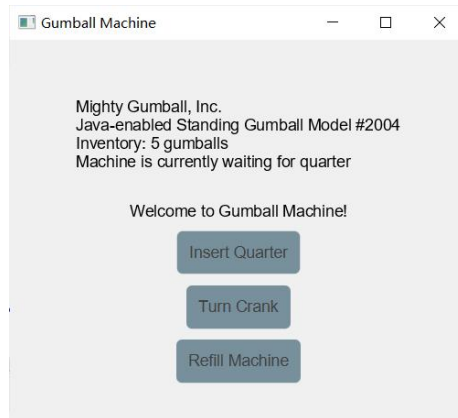 Gumball Machine
Mighty Gumball, Inc.
Java-enabled Standing Gumball Model #2004
Inventory: 5 gumballs
Machine is currently waiting for quarter
Welcome to Gumball Machine!
Insert Quarter
Turn Crank
Refill Machine